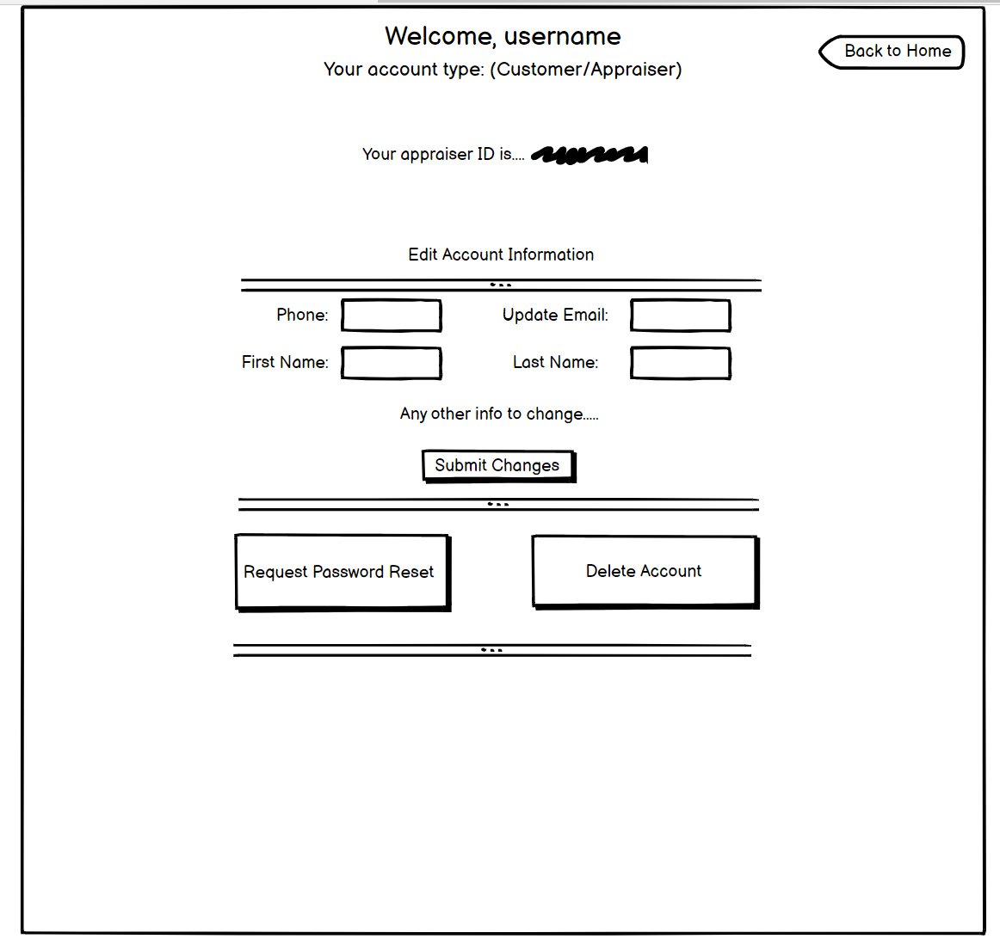 Welcome, username
Back to Home
Your account type: (Customer/Appraiser)
Your appraiser ID is....
Edit Account Information
Phone:
Update Email:
First Name:
Last Name:
Any other info to change.....
Submit Changes
Request Password Reset
Delete Account